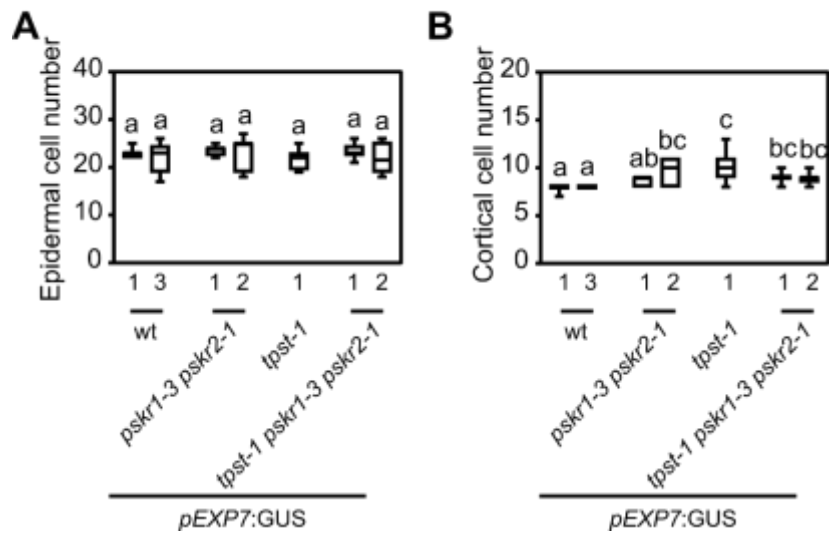 A
Epidermal cell number
40
30
20
10
0
a a a a a a a
1 3 1 2 1 1 2
wt
pskr1-3 pskr2-1
tpst-1
tpst-1 pskr1-3 pskr2-1
pEXP7:GUS
B
Cortical cell number
20
15
10
5
0
a a ab bc c bc bc
1 3 1 2 1 1 2
wt
pskr1-3 pskr2-1
tpst-1
tpst-1 pskr1-3 pskr2-1
pEXP7:GUS